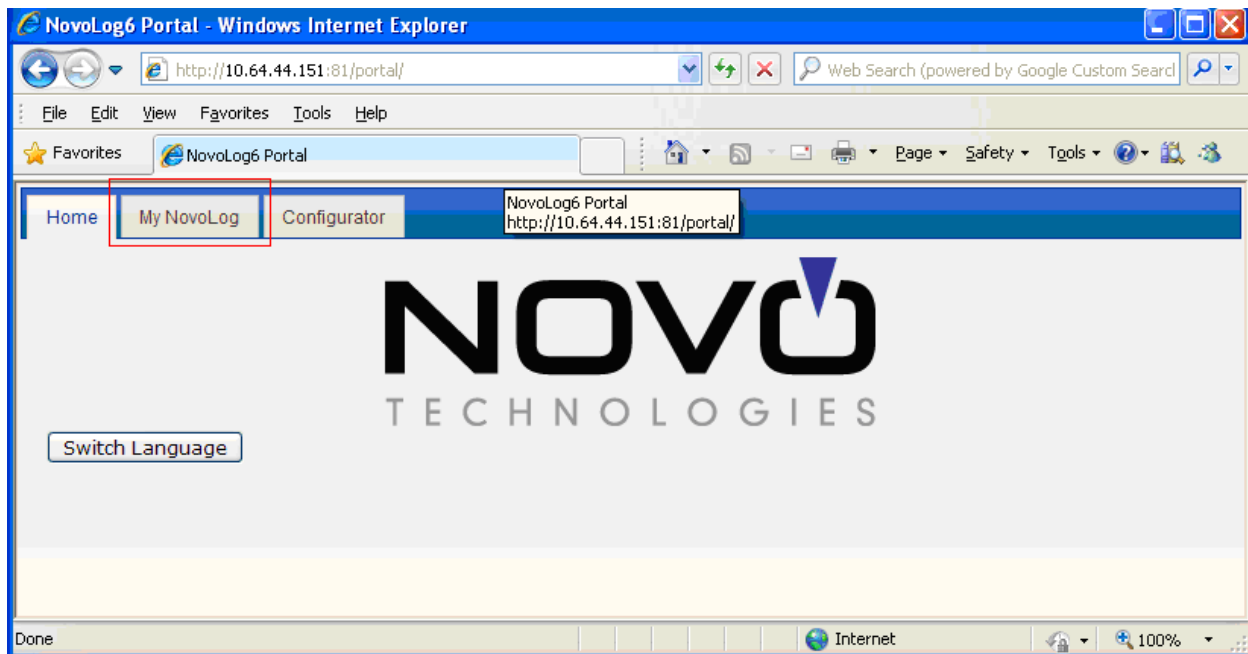 NovoLog6 Portal - Windows Internet Explorer
http://10.64.44.151:81/portal/
Web Search (powered by Google Custom Searcl
File Edit View Favorites Tools Help
Favorites NovoLog6 Portal Page Safety Tools
Home My NovoLog Configurator
NovoLog6 Portal
http://10.64.44.151:81/portal/
NOVO
TECHNOLOGIES
Switch Language
Done Internet 100%